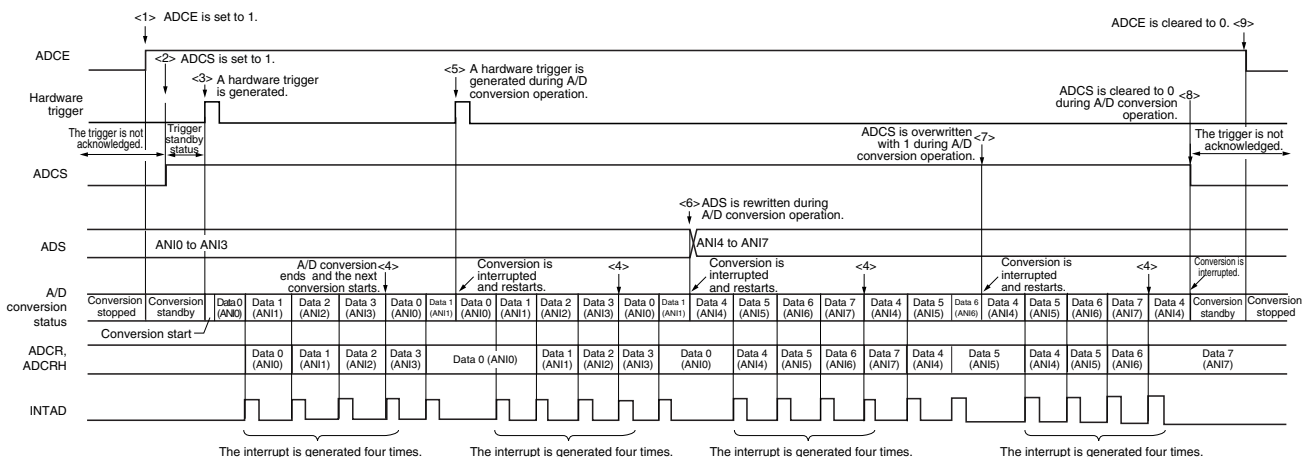 <1> ADCE is set to 1.
ADCE is cleared to 0. <9>
ADCE
<2> ADCS is set to 1.
<3> A hardware trigger
is generated.
<5> A hardware trigger is
generated during A/D
conversion operation.
ADCS is cleared to 0 <8>
during A/D conversion
operation.
Hardware
trigger
The trigger is not
acknowledged.
Trigger
standby
status
ADCS is overwritten <7>
with 1 during A/D
conversion operation.
The trigger is not
acknowledged.
ADCS
<6> ADS is rewritten during
A/D conversion operation.
ADS
ANI0 to ANI3
ANI4 to ANI7
A/D conversion <4>
ends and the next
conversion starts.
Conversion is
interrupted
and restarts.
<4>
Conversion is
interrupted
and restarts.
<4>
Conversion is
interrupted
and restarts.
<4>
Conversion is
interrupted.
A/D
conversion
status
Conversion
stopped
Conversion
standby
Data 0
(ANI0)
Data 1
(ANI1)
Data 2
(ANI2)
Data 3
(ANI3)
Data 0
(ANI0)
Data 1
(ANI1)
Data 0
(ANI0)
Data 1
(ANI1)
Data 2
(ANI2)
Data 3
(ANI3)
Data 0
(ANI0)
Data 1
(ANI1)
Data 4
(ANI4)
Data 5
(ANI5)
Data 6
(ANI6)
Data 7
(ANI7)
Data 4
(ANI4)
Data 5
(ANI5)
Data 6
(ANI6)
Data 4
(ANI4)
Data 5
(ANI5)
Data 6
(ANI6)
Data 7
(ANI7)
Data 4
(ANI4)
Conversion
standby
Conversion
stopped
Conversion start
ADCR,
ADCRH
Data 0
(ANI0)
Data 1
(ANI1)
Data 2
(ANI2)
Data 3
(ANI3)
Data 0 (ANI0)
Data 1
(ANI1)
Data 2
(ANI2)
Data 3
(ANI3)
Data 0
(ANI0)
Data 4
(ANI4)
Data 5
(ANI5)
Data 6
(ANI6)
Data 7
(ANI7)
Data 4
(ANI4)
Data 5
(ANI5)
Data 4
(ANI4)
Data 5
(ANI5)
Data 6
(ANI6)
Data 7
(ANI7)
INTAD
The interrupt is generated four times.
The interrupt is generated four times.
The interrupt is generated four times.
The interrupt is generated four times.